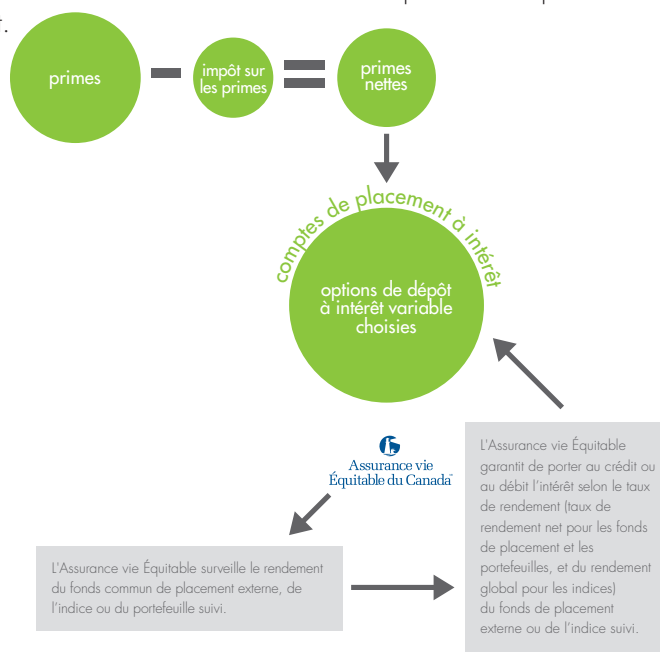 primes
impôt sur
les primes
primes
nettes
comptes de placement à intérêt
options de dépôt
à intérêt variable
choisies
Assurance vie
Équitable du Canada
L'Assurance vie Équitable surveille le rendement
du fonds commun de placement externe, de
l'indice ou du portefeuille suivi.
L'Assurance vie Équitable
garantit de porter au crédit ou
au débit l'intérêt selon le taux
de rendement (taux de
rendement net pour les fonds
de placement et les
portefeuilles, et du rendement
global pour les indices)
du fonds de placement
externe ou de l'indice suivi.